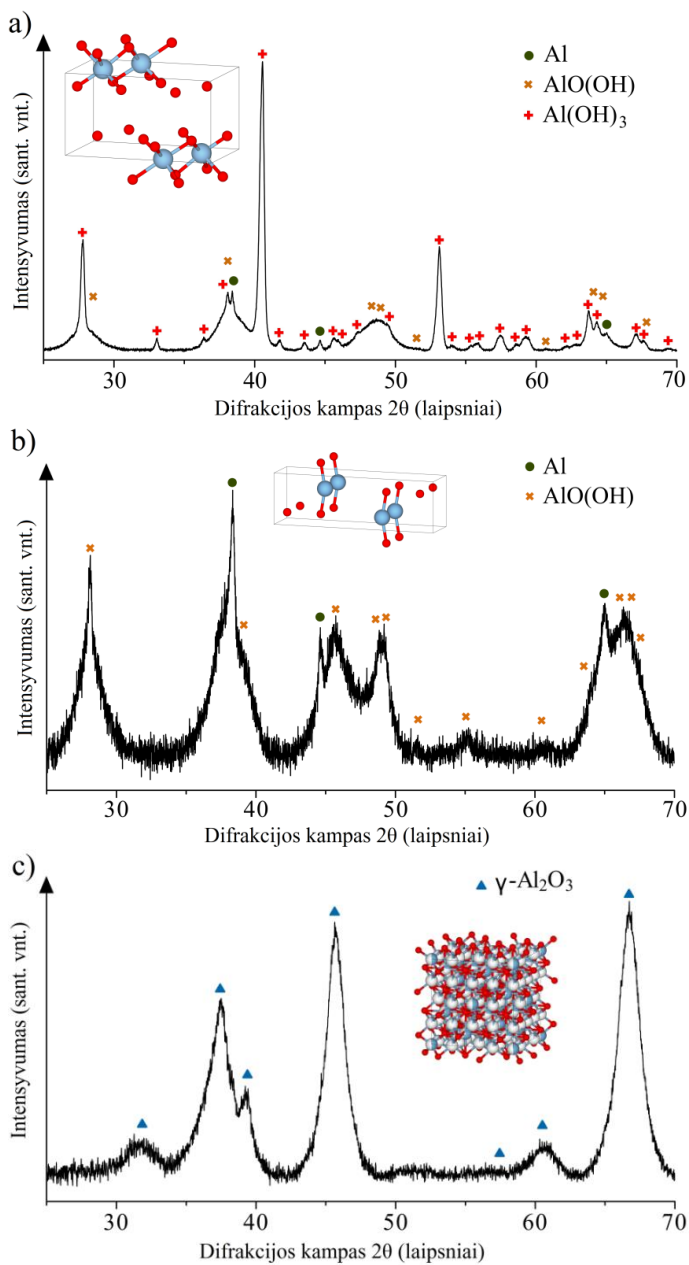 a)
Al
AlO(OH)
Al(OH)₃
Intensyvumas (sant. vnt.)
30 40 50 60 70
Difrakcijos kampas 2θ (laipsniai)
b)
Al
AlO(OH)
Intensyvumas (sant. vnt.)
30 40 50 60 70
Difrakcijos kampas 2θ (laipsniai)
c)
γ-Al₂O₃
Intensyvumas (sant. vnt.)
30 40 50 60 70
Difrakcijos kampas 2θ (laipsniai)